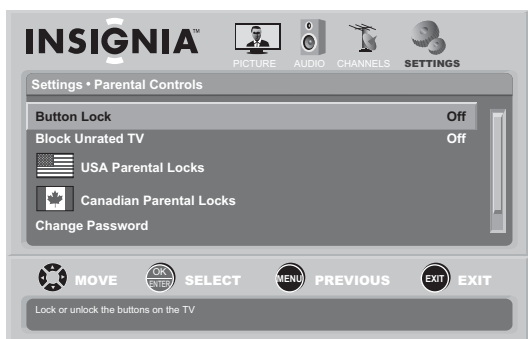 INSIGNIA™
PICTURE AUDIO CHANNELS SETTINGS
Settings • Parental Controls
Button Lock Off
Block Unrated TV Off
USA Parental Locks
Canadian Parental Locks
Change Password
MOVE OK ENTER SELECT MENU PREVIOUS EXIT EXIT
Lock or unlock the buttons on the TV